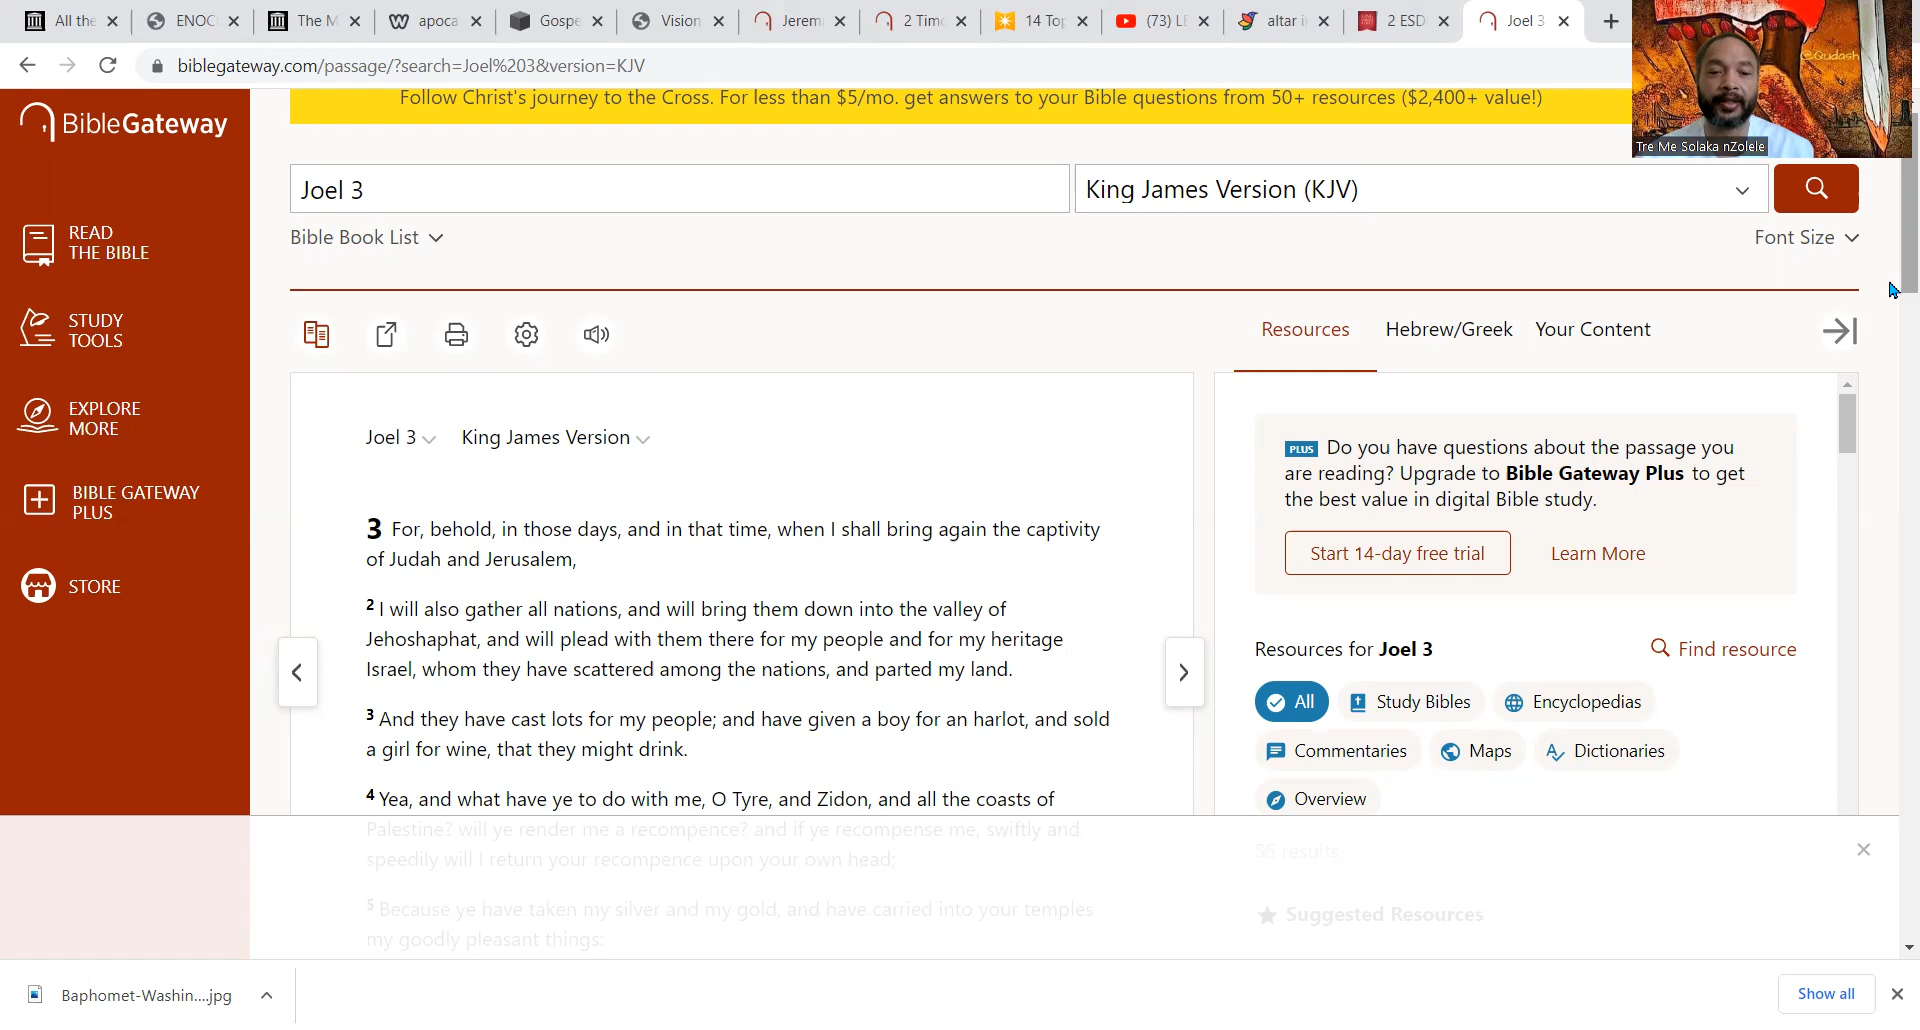 All the
ENOC
The M
apoca
Gospe
Vision
Jerem
2 Time
14 Top
(73) LE
altar i
2 ESD
Joel 3
biblegateway.com/passage/?search=Joel%203&version=KJV
@Qudash
Tre Me Solaka nZolele
BibleGateway
Follow Christ's journey to the Cross. For less than $5/mo. get answers to your Bible questions from 50+ resources ($2,400+ value!)
Joel 3
King James Version (KJV)
Bible Book List
Font Size
READ
THE BIBLE
STUDY
TOOLS
EXPLORE
MORE
BIBLE GATEWAY
PLUS
STORE
Resources
Hebrew/Greek
Your Content
Joel 3
King James Version
3 For, behold, in those days, and in that time, when I shall bring again the captivity
of Judah and Jerusalem,
2 I will also gather all nations, and will bring them down into the valley of
Jehoshaphat, and will plead with them there for my people and for my heritage
Israel, whom they have scattered among the nations, and parted my land.
3 And they have cast lots for my people; and have given a boy for an harlot, and sold
a girl for wine, that they might drink.
4 Yea, and what have ye to do with me, O Tyre, and Zidon, and all the coasts of
Palestine? will ye render me a recompence? and if ye recompense me, swiftly and
speedily will I return your recompence upon your own head;
5 Because ye have taken my silver and my gold, and have carried into your temples
my goodly pleasant things:
PLUS Do you have questions about the passage you
are reading? Upgrade to Bible Gateway Plus to get
the best value in digital Bible study.
Start 14-day free trial
Learn More
Resources for Joel 3
Find resource
All
Study Bibles
Encyclopedias
Commentaries
Maps
Dictionaries
Overview
65 results
Suggested Resources
Baphomet-Washin....jpg
Show all